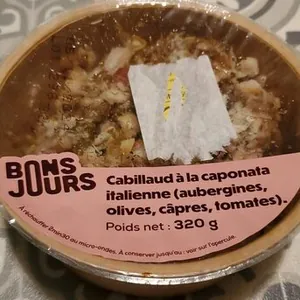 BONS
JOURS
Cabillaud à la caponata
italienne (aubergines,
olives, câpres, tomates).
Poids net : 320 g
À réchauffer 2min30 au micro-ondes. À conserver jusqu'au : voir sur l'opercule.